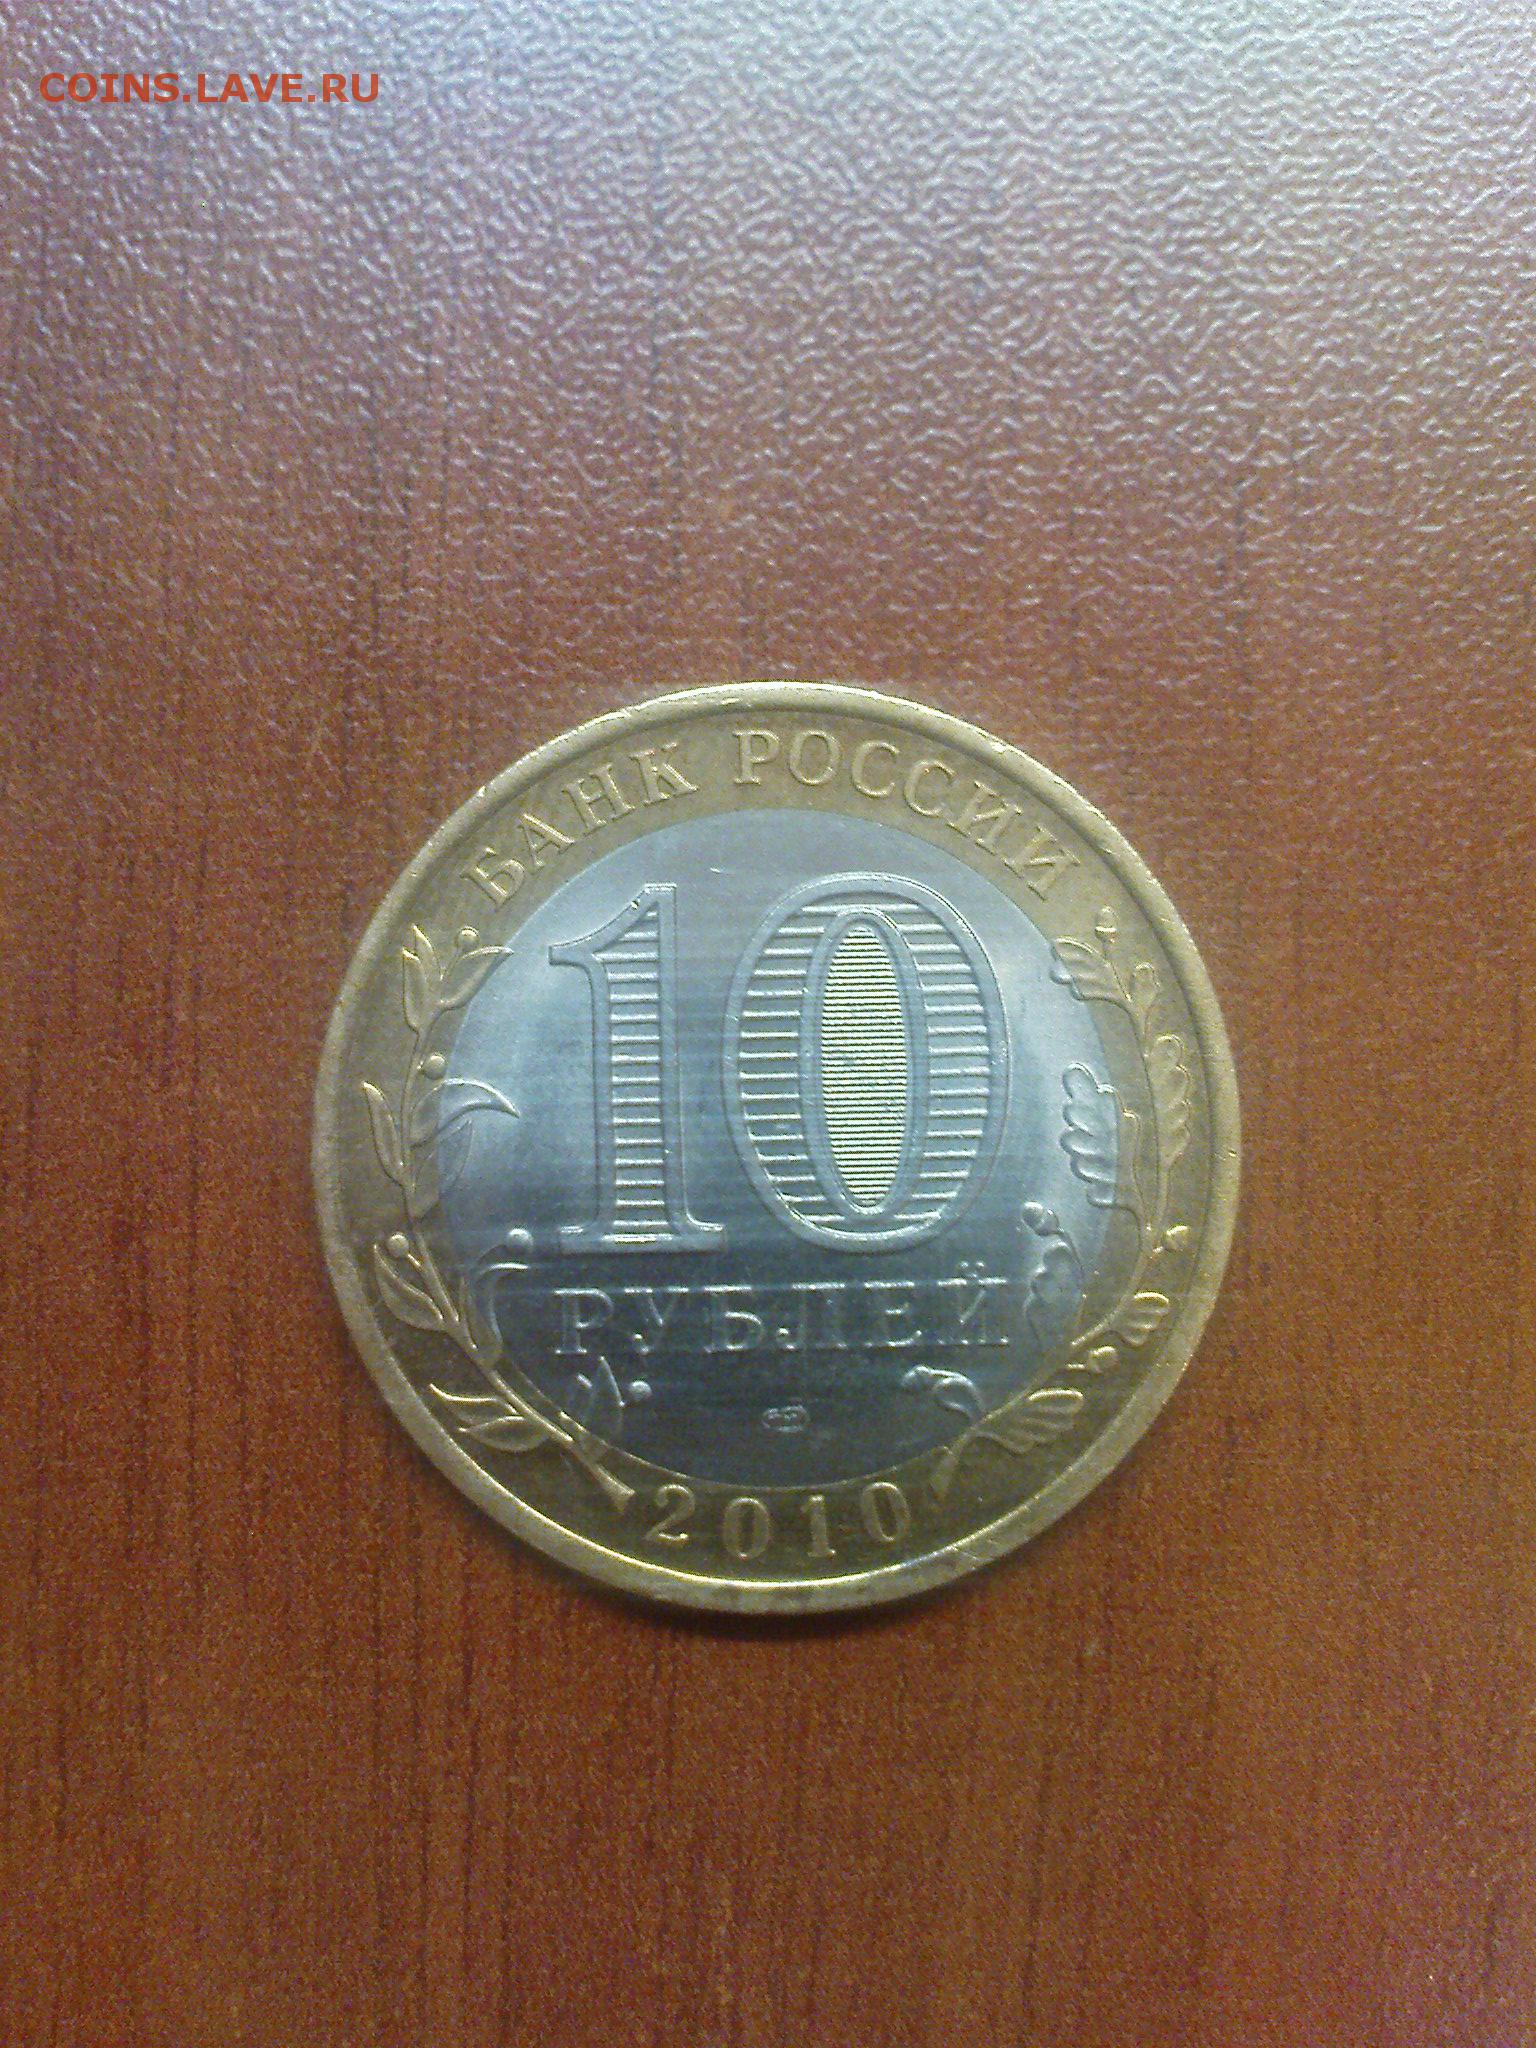 COINS.LAVE.RU
БАНК РОССИИ
10
РУБЛЕЙ
2010